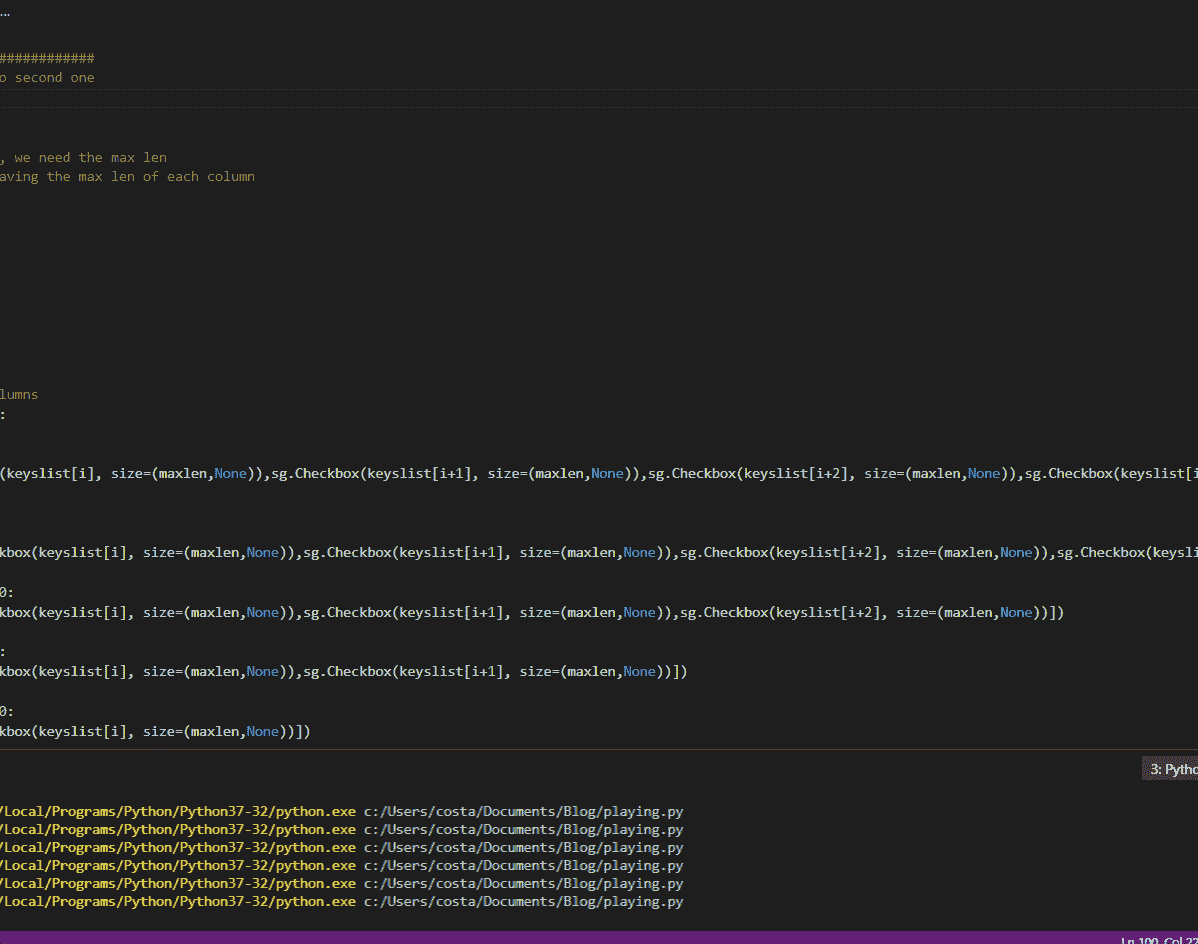 ...
############
o second one
, we need the max len
aving the max len of each column
lumns
:
(keyslist[i], size=(maxlen,None)),sg.Checkbox(keyslist[i+1], size=(maxlen,None)),sg.Checkbox(keyslist[i+2], size=(maxlen,None)),sg.Checkbox(keyslist[i
kbox(keyslist[i], size=(maxlen,None)),sg.Checkbox(keyslist[i+1], size=(maxlen,None)),sg.Checkbox(keyslist[i+2], size=(maxlen,None)),sg.Checkbox(keysli
0:
kbox(keyslist[i], size=(maxlen,None)),sg.Checkbox(keyslist[i+1], size=(maxlen,None)),sg.Checkbox(keyslist[i+2], size=(maxlen,None))])
:
kbox(keyslist[i], size=(maxlen,None)),sg.Checkbox(keyslist[i+1], size=(maxlen,None))])
0:
kbox(keyslist[i], size=(maxlen,None))])
3: Pytho
/Local/Programs/Python/Python37-32/python.exe c:/Users/costa/Documents/Blog/playing.py
/Local/Programs/Python/Python37-32/python.exe c:/Users/costa/Documents/Blog/playing.py
/Local/Programs/Python/Python37-32/python.exe c:/Users/costa/Documents/Blog/playing.py
/Local/Programs/Python/Python37-32/python.exe c:/Users/costa/Documents/Blog/playing.py
/Local/Programs/Python/Python37-32/python.exe c:/Users/costa/Documents/Blog/playing.py
/Local/Programs/Python/Python37-32/python.exe c:/Users/costa/Documents/Blog/playing.py
Ln 100, Col 22